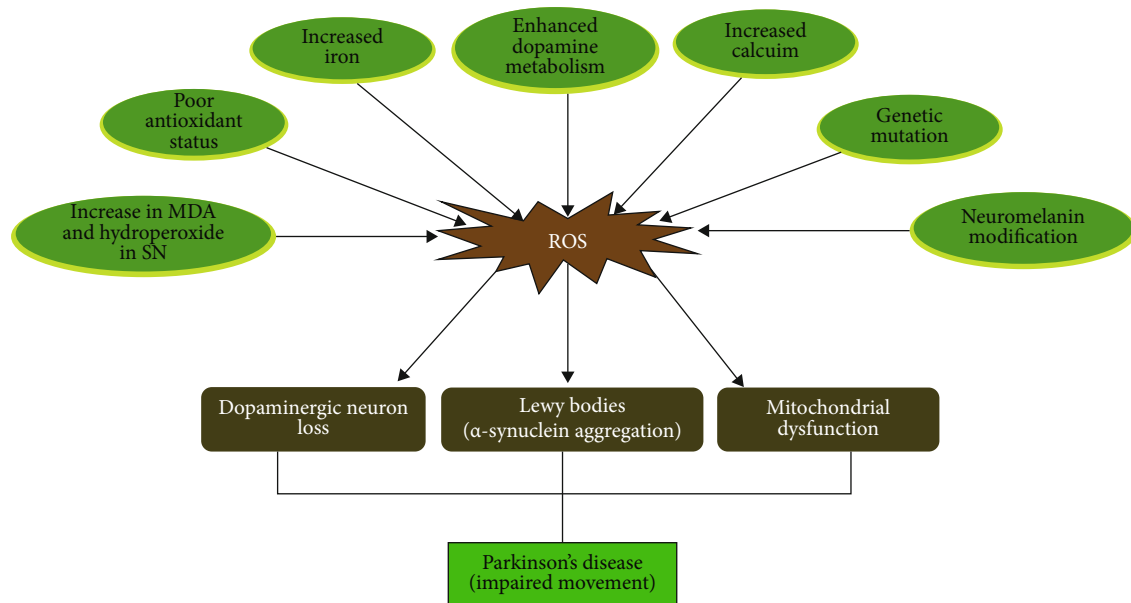 Increased
iron
Enhanced
dopamine
metabolism
Increased
calcuim
Poor
antioxidant
status
Genetic
mutation
Increase in MDA
and hydroperoxide
in SN
ROS
Neuromelanin
modification
Dopaminergic neuron
loss
Lewy bodies
(α-synuclein aggregation)
Mitochondrial
dysfunction
Parkinson's disease
(impaired movement)